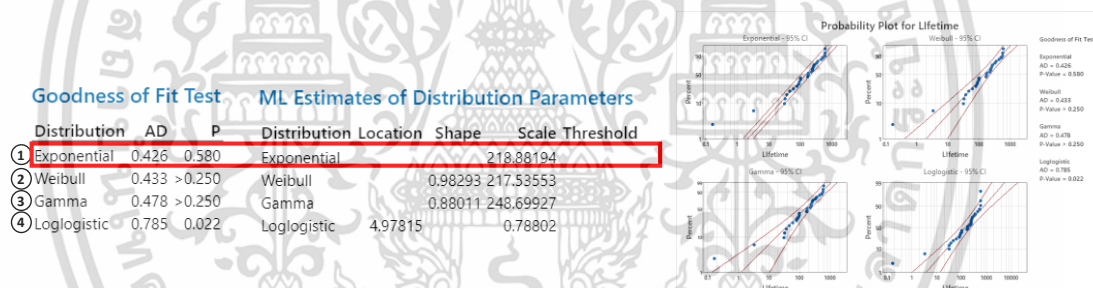 Goodness of Fit Test
Distribution AD P
① Exponential 0.426 0.580
② Weibull 0.433 >0.250
③ Gamma 0.478 >0.250
④ Loglogistic 0.785 0.022
ML Estimates of Distribution Parameters
Distribution Location Shape Scale Threshold
Exponential 218.88194
Weibull 0.98293 217.53553
Gamma 0.88011 248.69927
Loglogistic 4.97815 0.78802
Probability Plot for Lifetime
Exponential - 95% CI
Weibull - 95% CI
Percent
Percent
Lifetime
Lifetime
Gamma - 95% CI
Loglogistic - 95% CI
Percent
Percent
Lifetime
Lifetime
Goodness of Fit Test
Exponential
AD = 0.426
P-Value = 0.580
Weibull
AD = 0.433
P-Value > 0.250
Gamma
AD = 0.478
P-Value > 0.250
Loglogistic
AD = 0.785
P-Value = 0.022